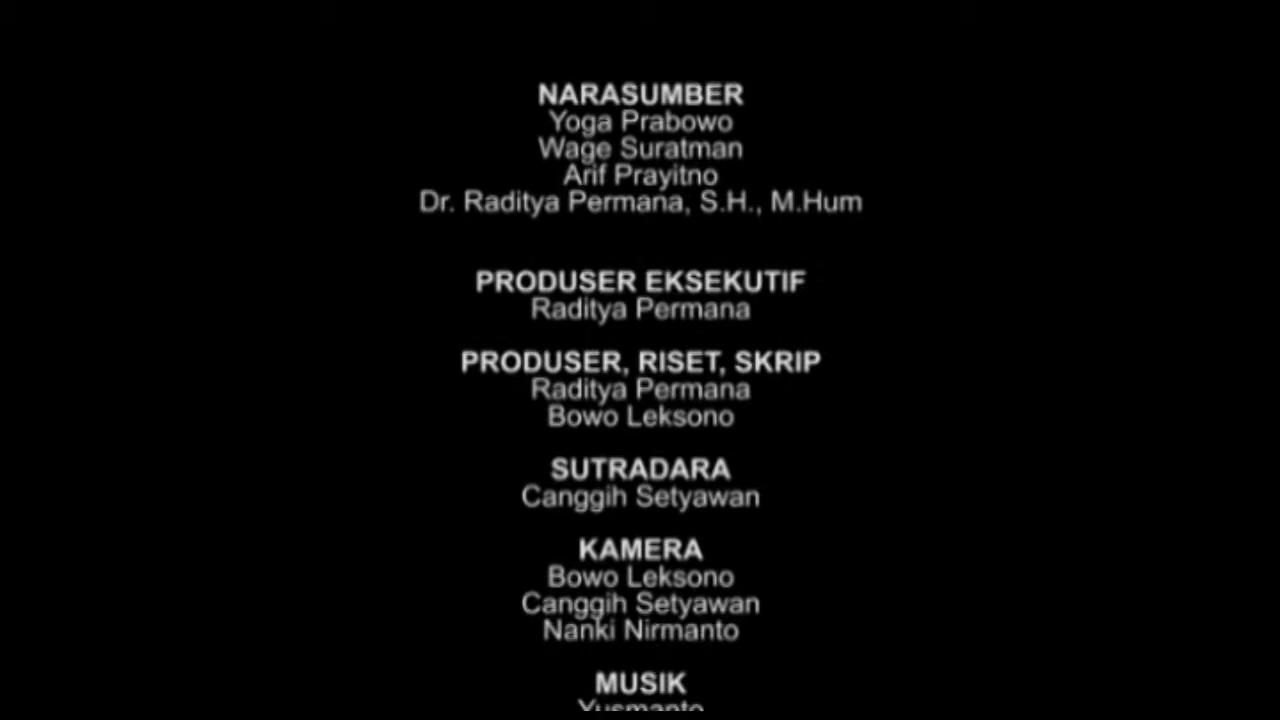 NARASUMBER
Yoga Prabowo
Wage Suratman
Arif Prayitno
Dr. Raditya Permana, S.H., M.Hum
PRODUSER EKSEKUTIF
Raditya Permana
PRODUSER, RISET, SKRIP
Raditya Permana
Bowo Leksono
SUTRADARA
Canggih Setyawan
KAMERA
Bowo Leksono
Canggih Setyawan
Nanki Nirmanto
MUSIK
Yusmanto